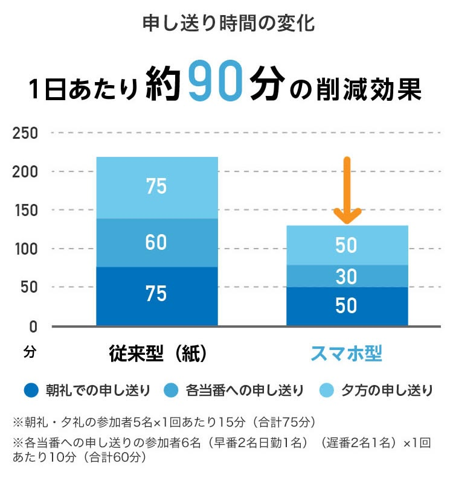 申し送り時間の変化
1日あたり約90分の削減効果
250
200
150
100
50
0
分
75
60
75
50
30
50
従来型（紙）
スマホ型
朝礼での申し送り
各当番への申し送り
夕方の申し送り
※朝礼・夕礼の参加者5名×1回あたり15分（合計75分）
※各当番への申し送りの参加者6名（早番2名日勤1名）（遅番2名1名）×1回
あたり10分（合計60分）